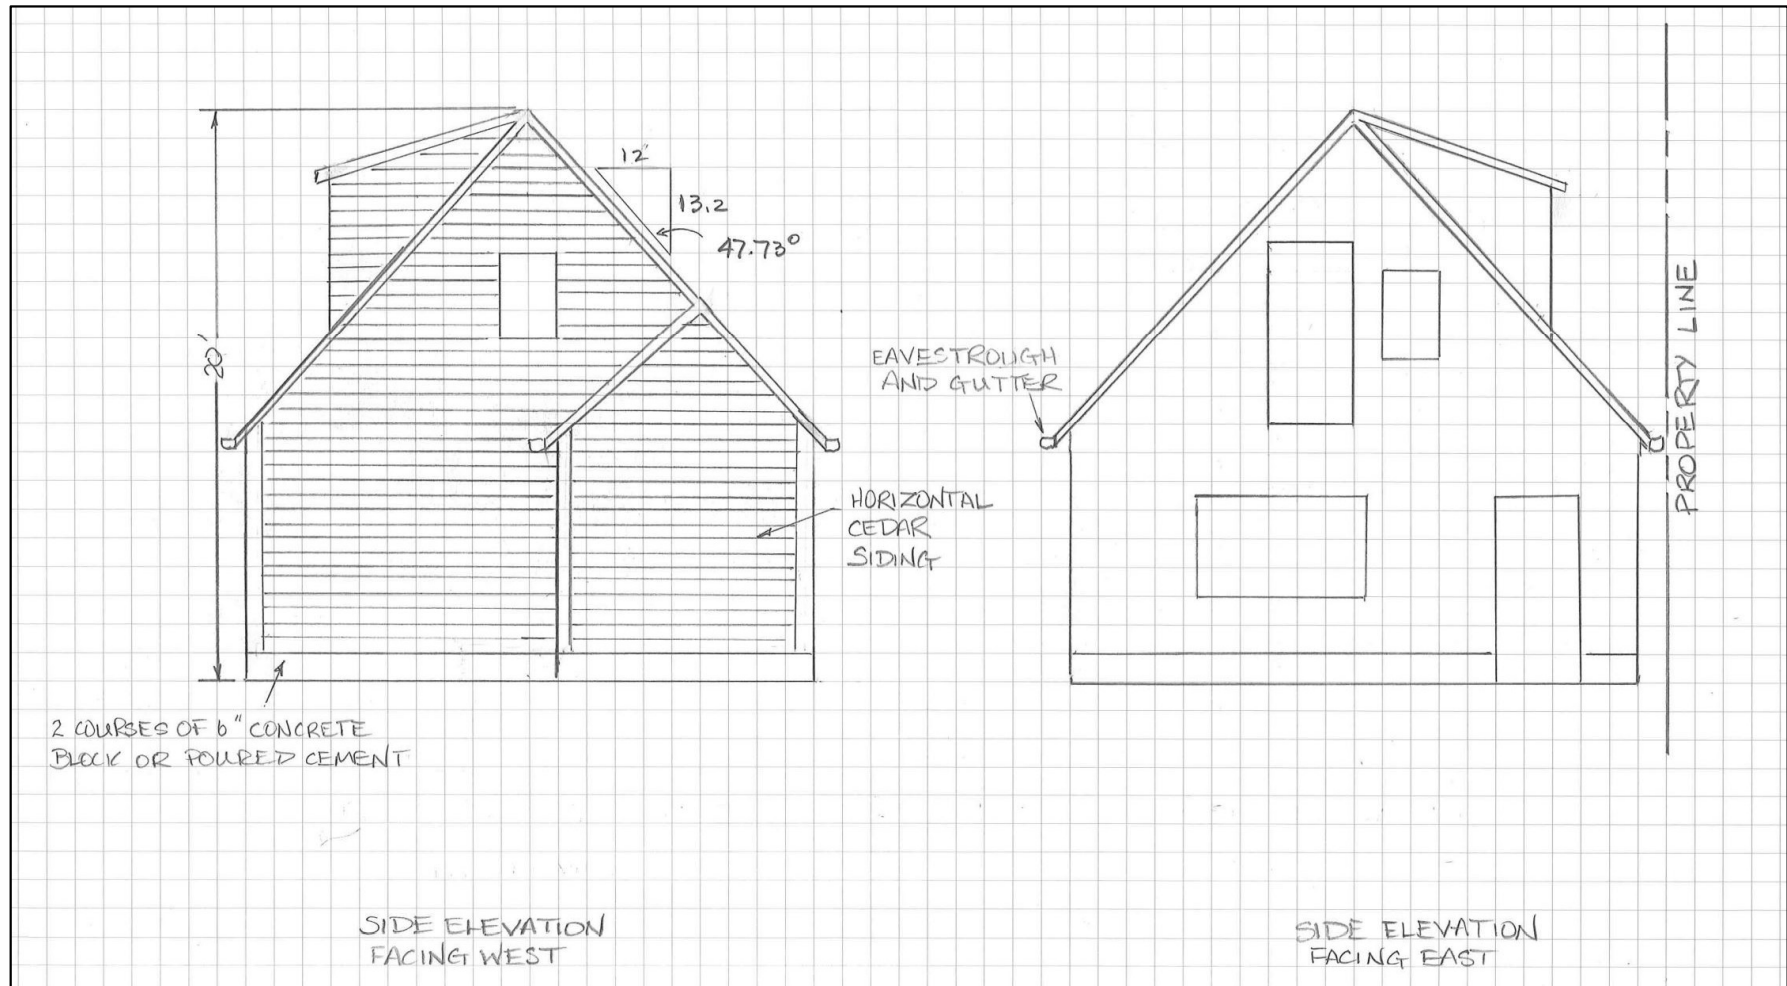 12'
13.2
47.73°
20'
EAVESTROUGH
AND GUTTER
PROPERTY LINE
HORIZONTAL
CEDAR
SIDING
2 COURSES OF 6" CONCRETE
BLOCK OR POURED CEMENT
SIDE ELEVATION
FACING WEST
SIDE ELEVATION
FACING EAST